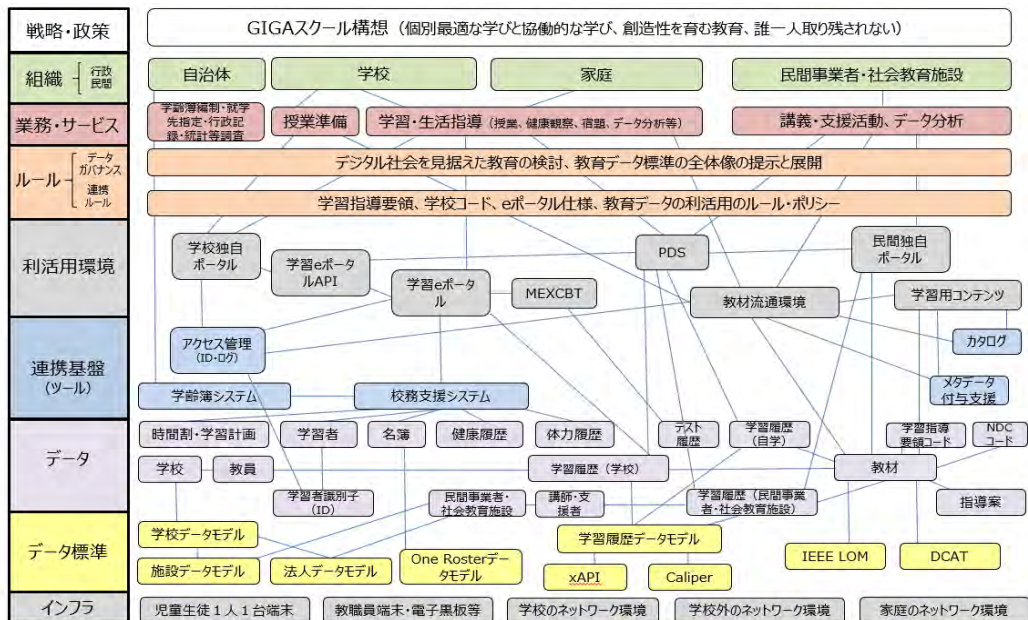 戦略・政策
GIGAスクール構想（個別最適な学びと協働的な学び、創造性を育む教育、誰一人取り残されない）
組織
行政
民間
自治体
学校
家庭
民間事業者・社会教育施設
業務・サービス
学齢簿編制・就学
先指定・行政記
録・統計等調査
授業準備
学習・生活指導（授業、健康観察、宿題、データ分析等）
講義・支援活動、データ分析
ルール
データ
ガバナンス
連携
ルール
デジタル社会を見据えた教育の検討、教育データ標準の全体像の提示と展開
学習指導要領、学校コード、eポータル仕様、教育データの利活用のルール・ポリシー
利活用環境
学校独自
ポータル
学習eポータ
ルAPI
学習eポータ
ル
MEXCBT
PDS
教材流通環境
民間独自
ポータル
学習用コンテンツ
連携基盤
（ツール）
アクセス管理
（ID・ログ）
カタログ
学齢簿システム
校務支援システム
メタデータ
付与支援
データ
時間割・学習計画
学習者
名簿
健康履歴
体力履歴
テスト
履歴
学習履歴
（自学）
学習指導
要領コード
NDC
コード
学校
教員
学習履歴（学校）
教材
学習者識別子
（ID）
民間事業者・
社会教育施設
講師・支
援者
学習履歴（民間事業
者・社会教育施設）
指導案
データ標準
学校データモデル
学習履歴データモデル
施設データモデル
法人データモデル
One Rosterデー
タモデル
xAPI
Caliper
IEEE LOM
DCAT
インフラ
児童生徒１人１台端末
教職員端末・電子黒板等
学校のネットワーク環境
学校外のネットワーク環境
家庭のネットワーク環境